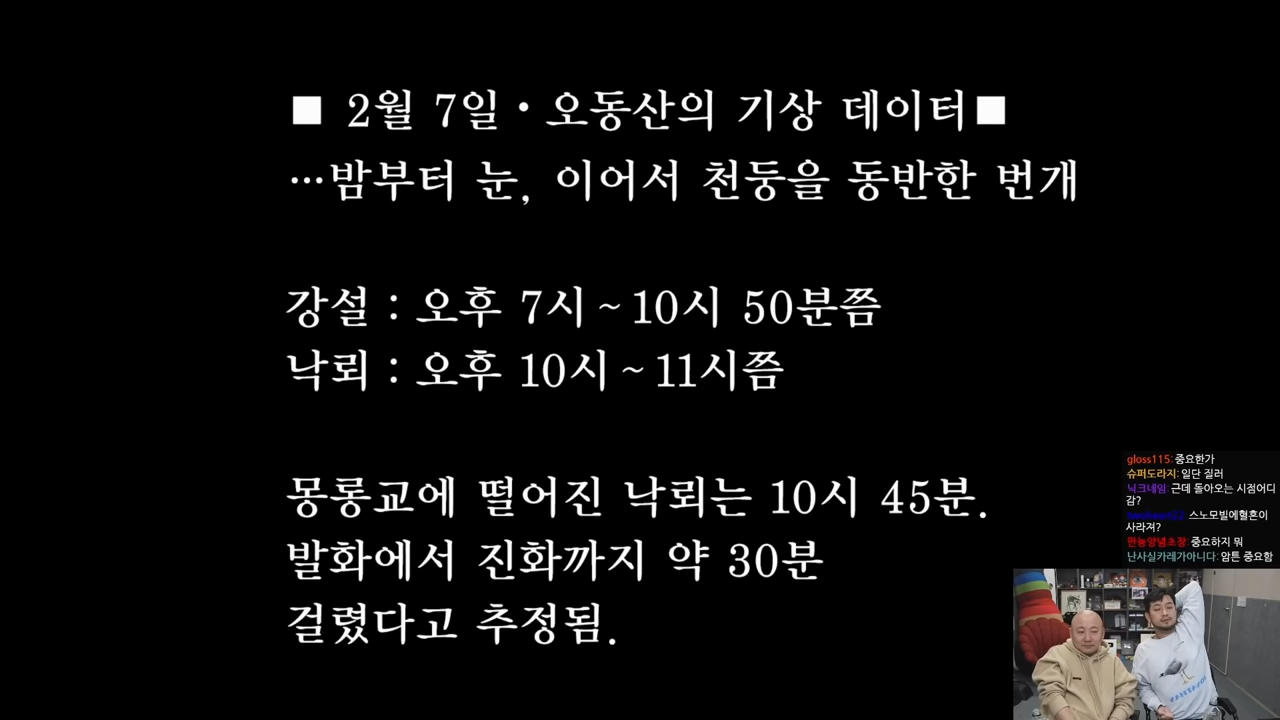 ■ 2월 7일・오동산의 기상 데이터■
…밤부터 눈, 이어서 천둥을 동반한 번개
강설 : 오후 7시~10시 50분쯤
낙뢰 : 오후 10시~11시쯤
몽롱교에 떨어진 낙뢰는 10시 45분.
발화에서 진화까지 약 30분
걸렸다고 추정됨.
gloss115: 중요한가
슈퍼도라지: 일단 질러
닉크네임: 근데 돌아오는 시점어디
감?
스노모빌에혈흔이
사라져?
만능양념초장: 중요하지 뭐
난사실카레가아니다: 암튼 중요함